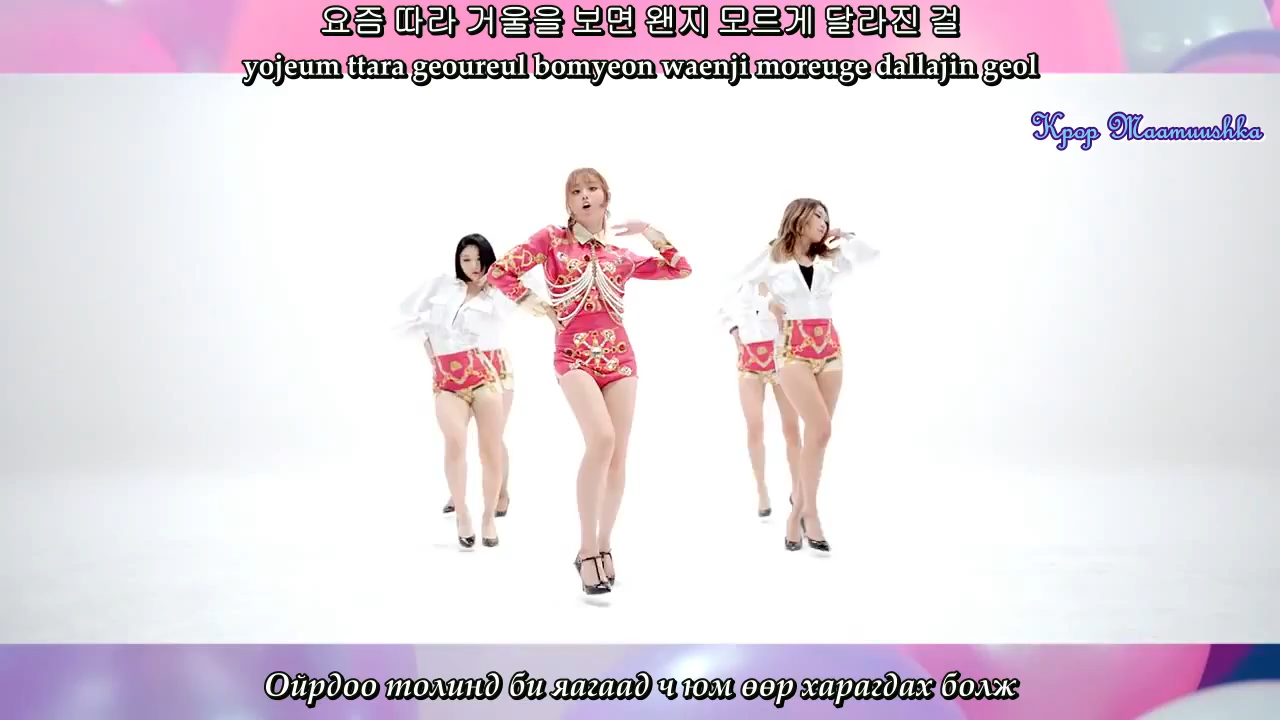 요즘 따라 거울을 보면 왠지 모르게 달라진 걸
yojeum ttara geoureul bomyeon waenji moreuge dallajin geol
Kpop Maamuushka
Ойрдоо толинд би яагаад ч юм өөр харагдах болж